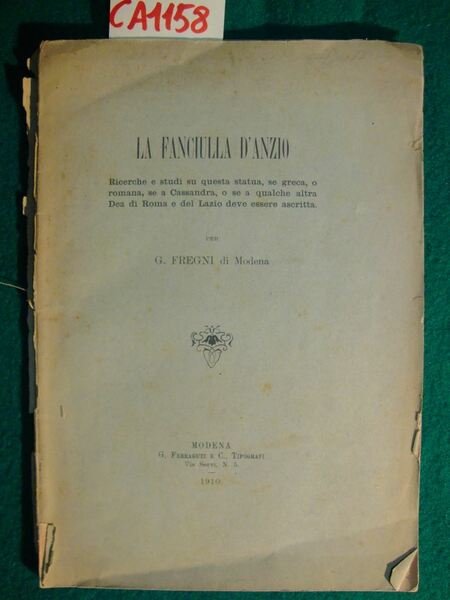 CA1158
LA FANCIULLA D'ANZIO
Ricerche e studi su questa statua, se greca, o
romana, se a Cassandra, o se a qualche altra
Dea di Roma e del Lazio deve essere ascritta.
PER
G. FREGNI di Modena
MODENA
G. FERRAGUTI E C., TIPOGRAFI
Via Servi, N. 5.
1910.